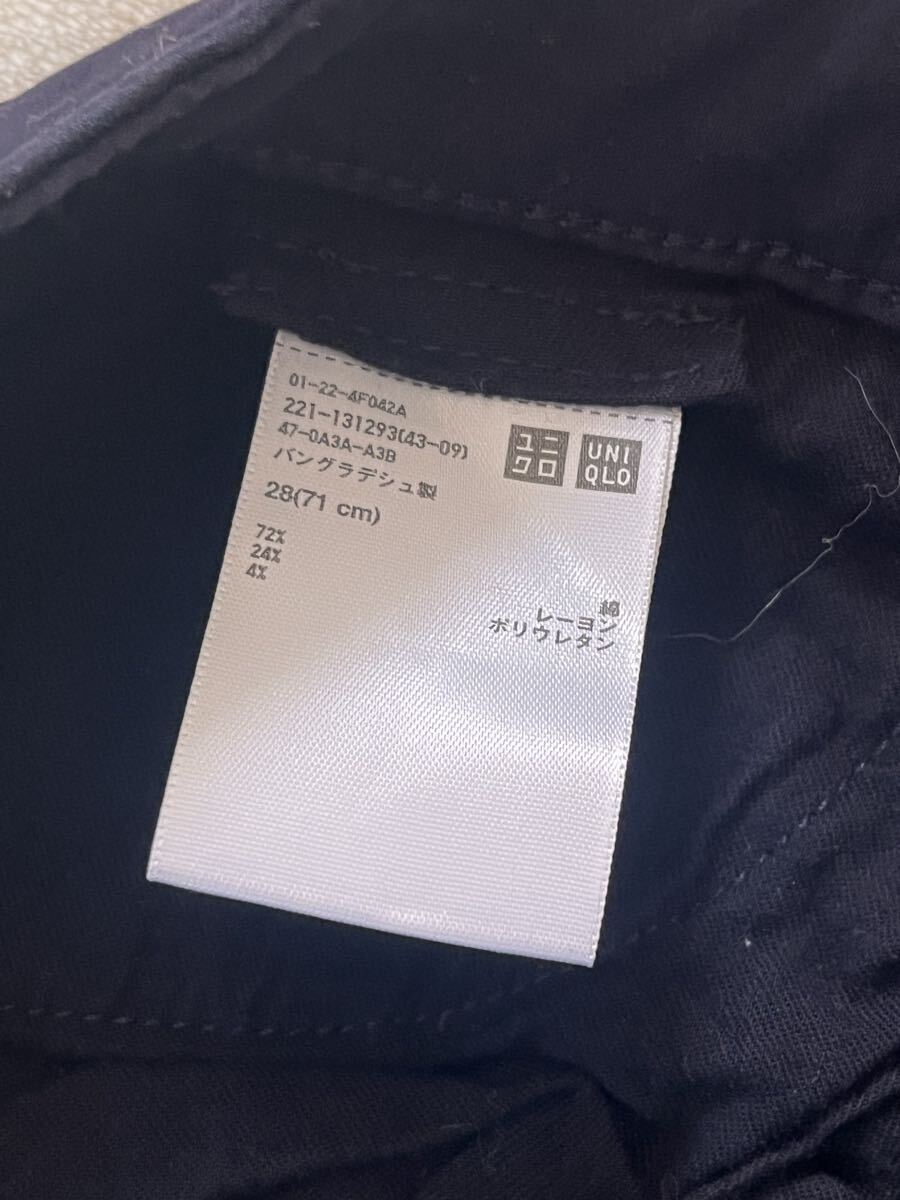 01-22-4F042A
221-131293(43-09)
47-0A3A-A3B
バングラデシュ製
28(71 cm)
ユニ
クロ
UNI
QLO
72% 綿
24% レーヨン
4% ポリウレタン